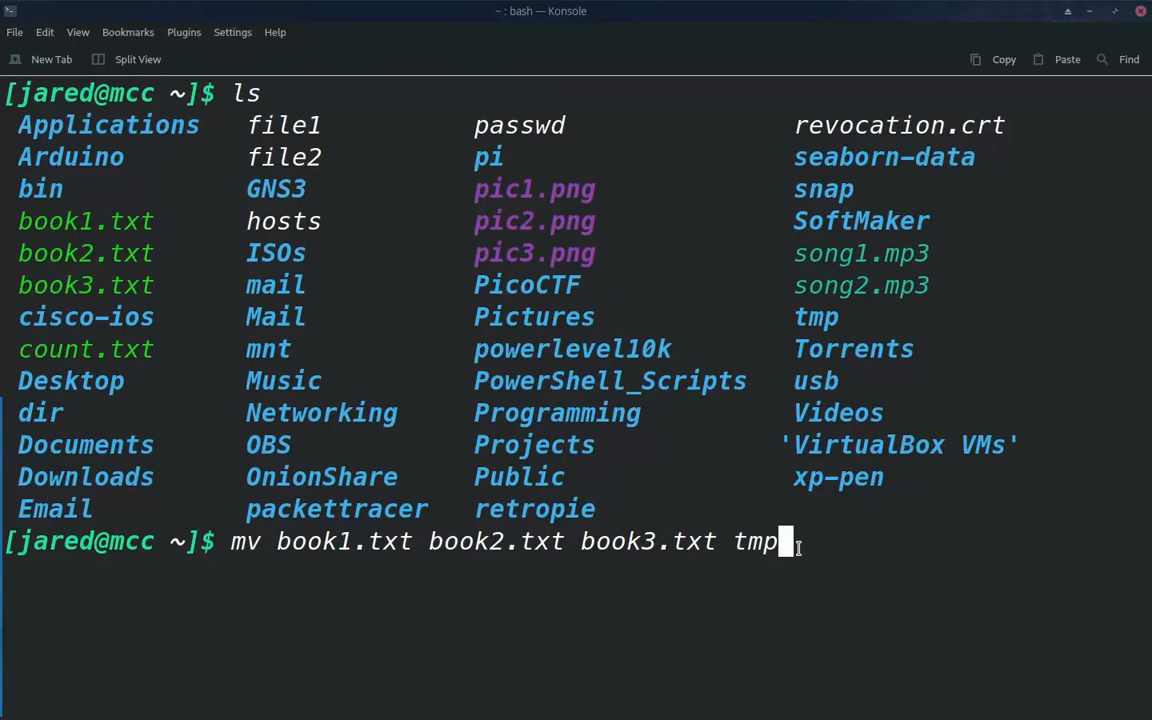 ~ : bash — Konsole
File Edit View Bookmarks Plugins Settings Help
New Tab Split View Copy Paste Find
[jared@mcc ~]$ ls
Applications file1 passwd revocation.crt
Arduino file2 pi seaborn-data
bin GNS3 pic1.png snap
book1.txt hosts pic2.png SoftMaker
book2.txt ISOs pic3.png song1.mp3
book3.txt mail PicoCTF song2.mp3
cisco-ios Mail Pictures tmp
count.txt mnt powerlevel10k Torrents
Desktop Music PowerShell_Scripts usb
dir Networking Programming Videos
Documents OBS Projects 'VirtualBox VMs'
Downloads OnionShare Public xp-pen
Email packettracer retropie
[jared@mcc ~]$ mv book1.txt book2.txt book3.txt tmp